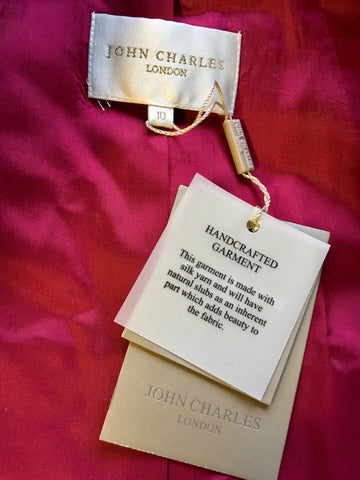 JOHN CHARLES
LONDON
10
HANDCRAFTED
GARMENT
This garment is made with
silk yarn and will have
natural slubs as an inherent
part which adds beauty to
the fabric.
JOHN CHARLES
LONDON